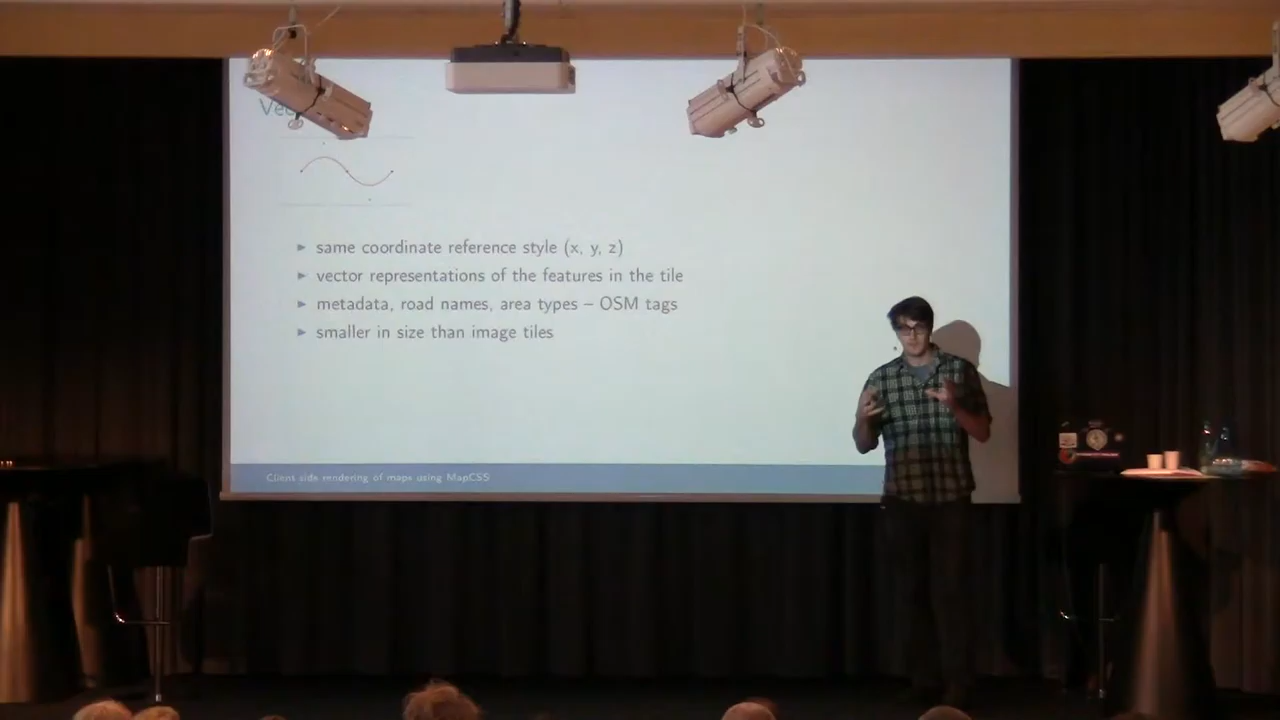 same coordinate reference style (x, y, z)
vector representations of the features in the tile
metadata, road names, area types – OSM tags
smaller in size than image tiles
Client side rendering of maps using MapCSS